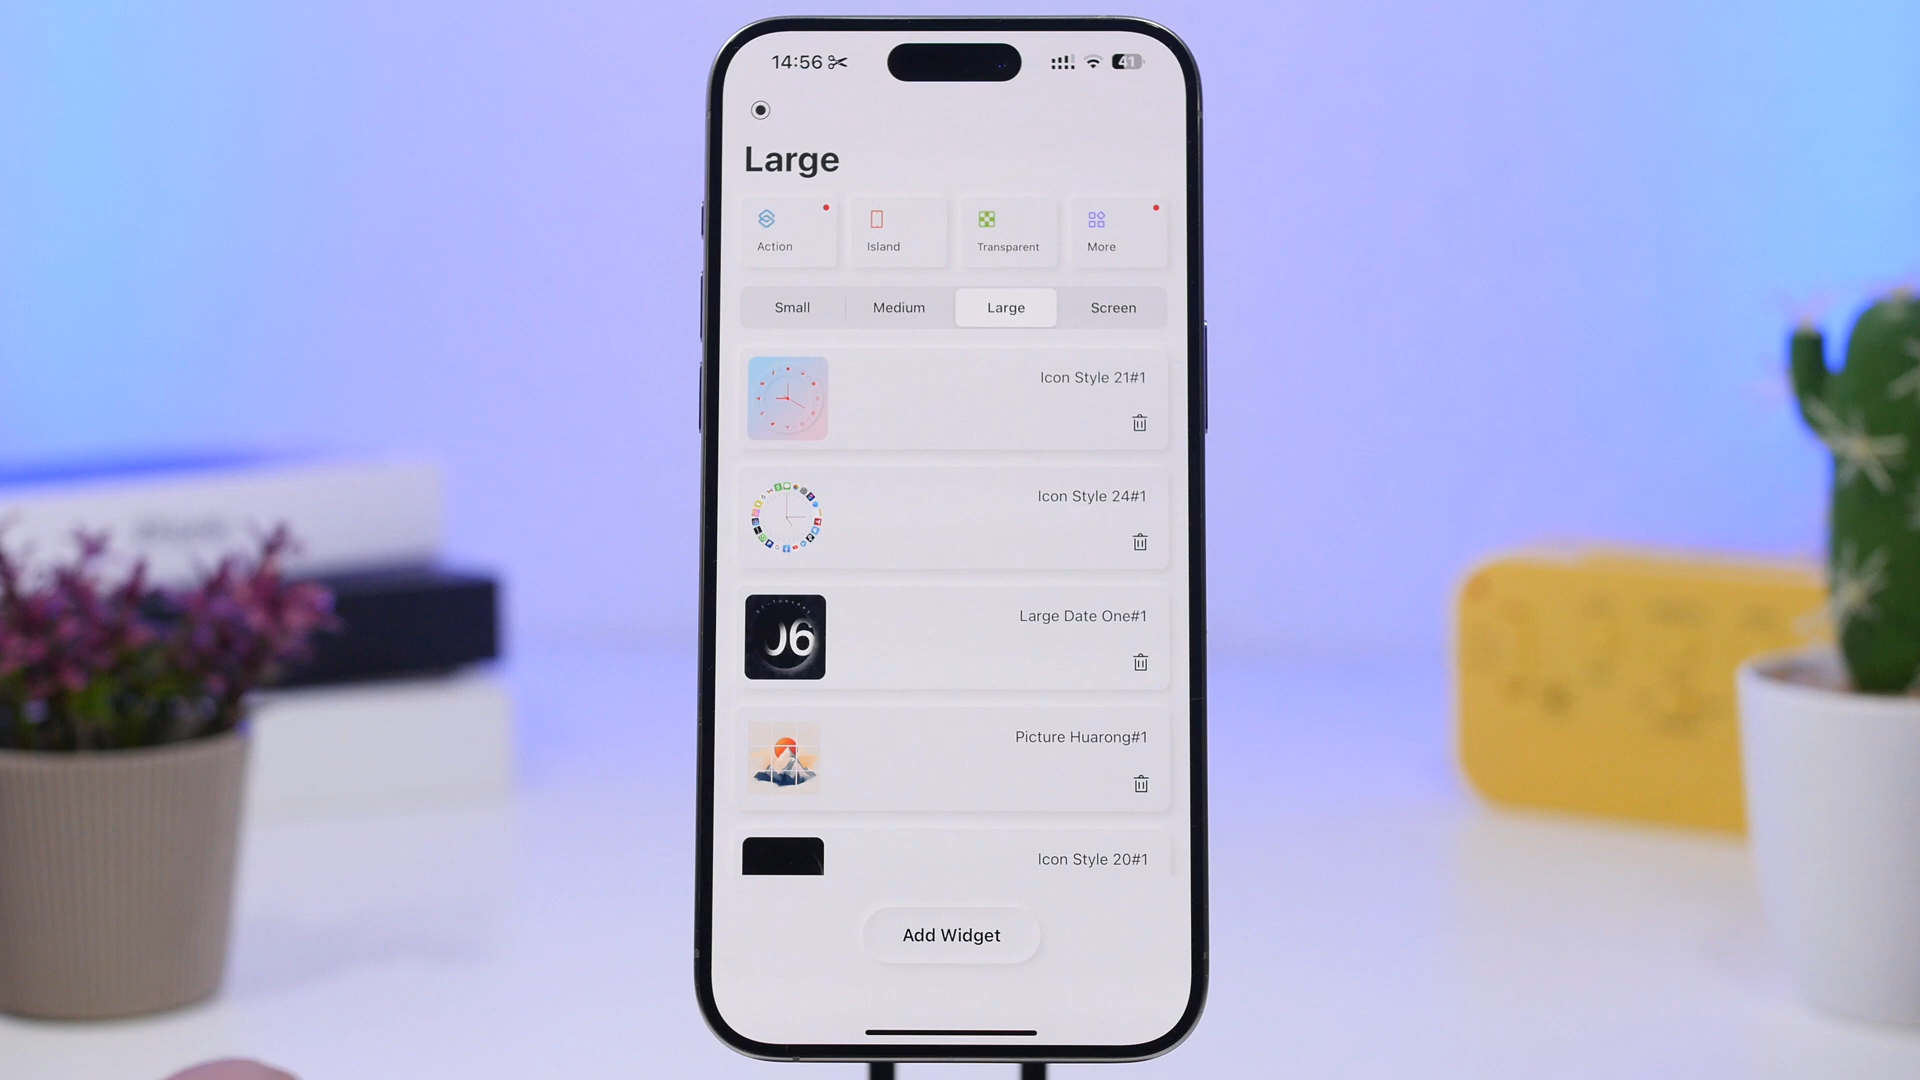 14:56
41
Large
Action
Island
Transparent
More
Small
Medium
Large
Screen
Icon Style 21#1
Icon Style 24#1
06
Large Date One#1
Picture Huarong#1
Icon Style 20#1
Add Widget